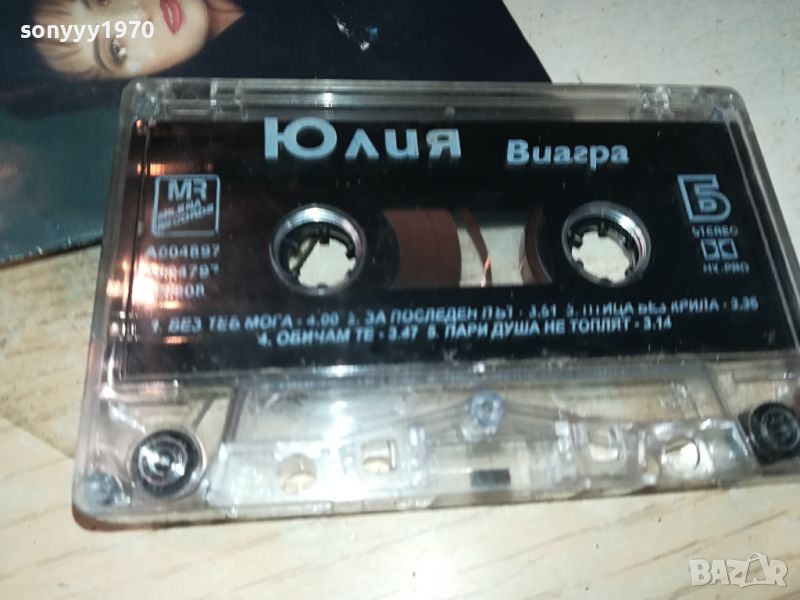 sonyyy1970
Юлия Виагра
MR
Б
STEREO
HX-PRO
A004897
1. БЕЗ ТЕБ МОГА - 4.00 2. ЗА ПОСЛЕДЕН ПЪТ - 3.51 3. ПТИЦА БЕЗ КРИЛА - 3.35
4. ОБИЧАМ ТЕ - 3.47 5. ПАРИ ДУША НЕ ТОПЛЯТ - 3.14
BAZAR